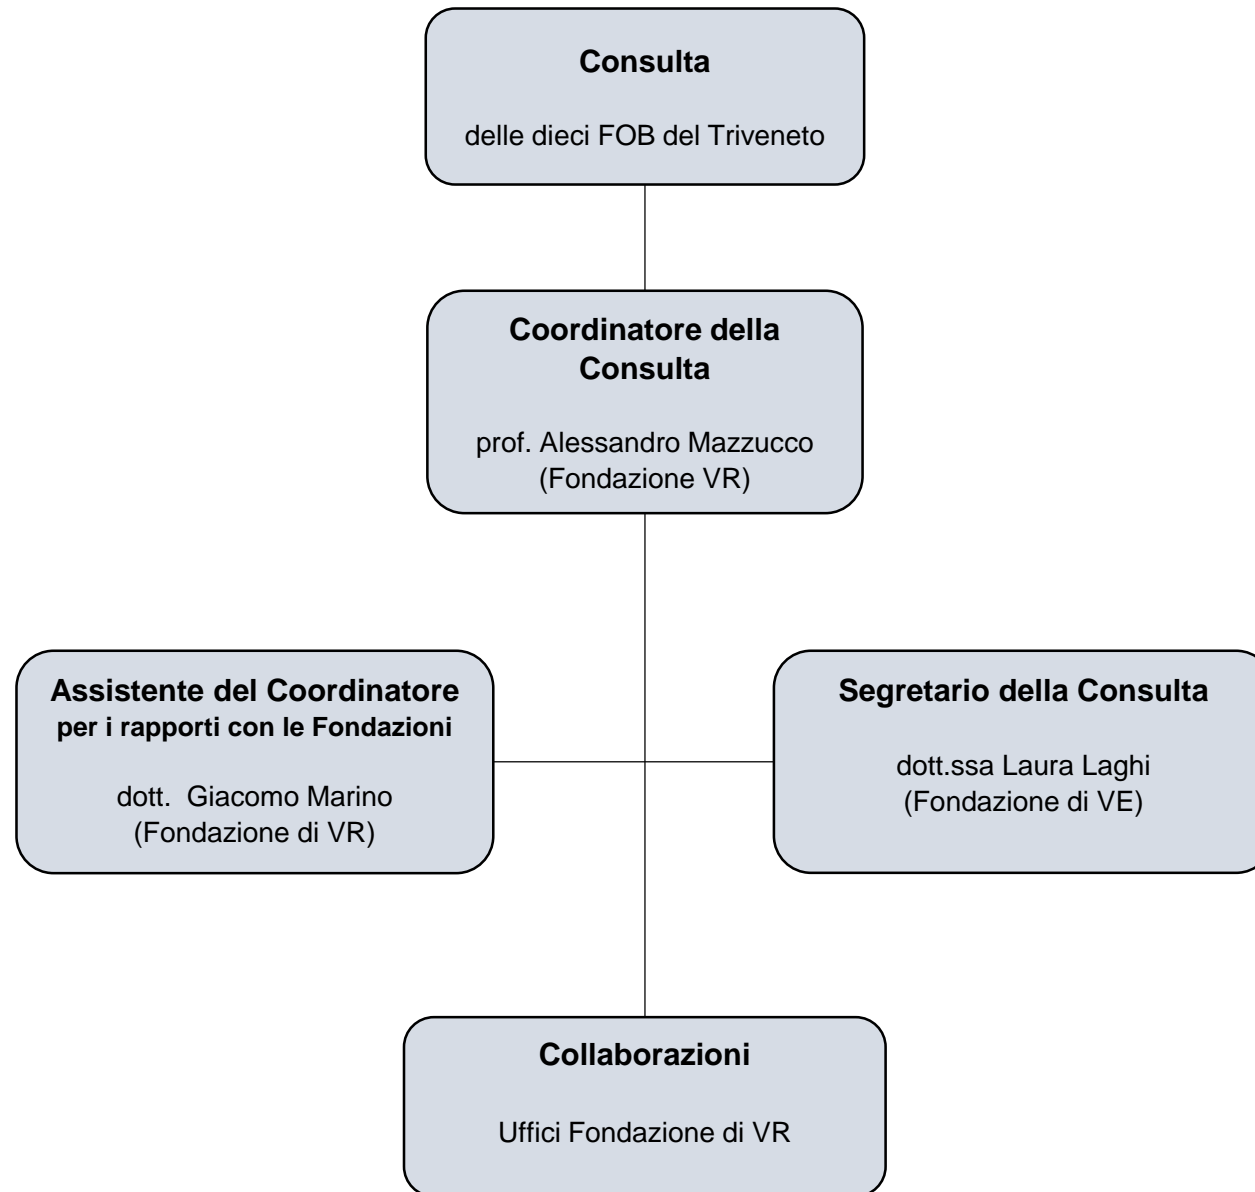 Consulta
delle dieci FOB del Triveneto
Coordinatore della
Consulta
prof. Alessandro Mazzucco
(Fondazione VR)
Assistente del Coordinatore
per i rapporti con le Fondazioni
dott.  Giacomo Marino
(Fondazione di VR)
Segretario della Consulta
dott.ssa Laura Laghi
(Fondazione di VE)
Collaborazioni
Uffici Fondazione di VR